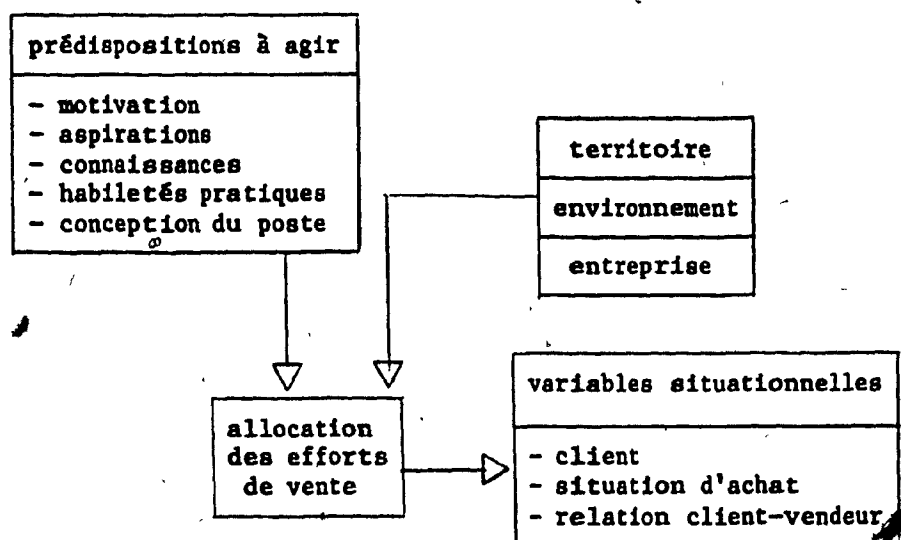 prédispositions à agir
- motivation
- aspirations
- connaissances
- habiletés pratiques
- conception du poste
territoire
environnement
entreprise
allocation
des efforts
de vente
variables situationnelles
- client
- situation d'achat
- relation client-vendeur